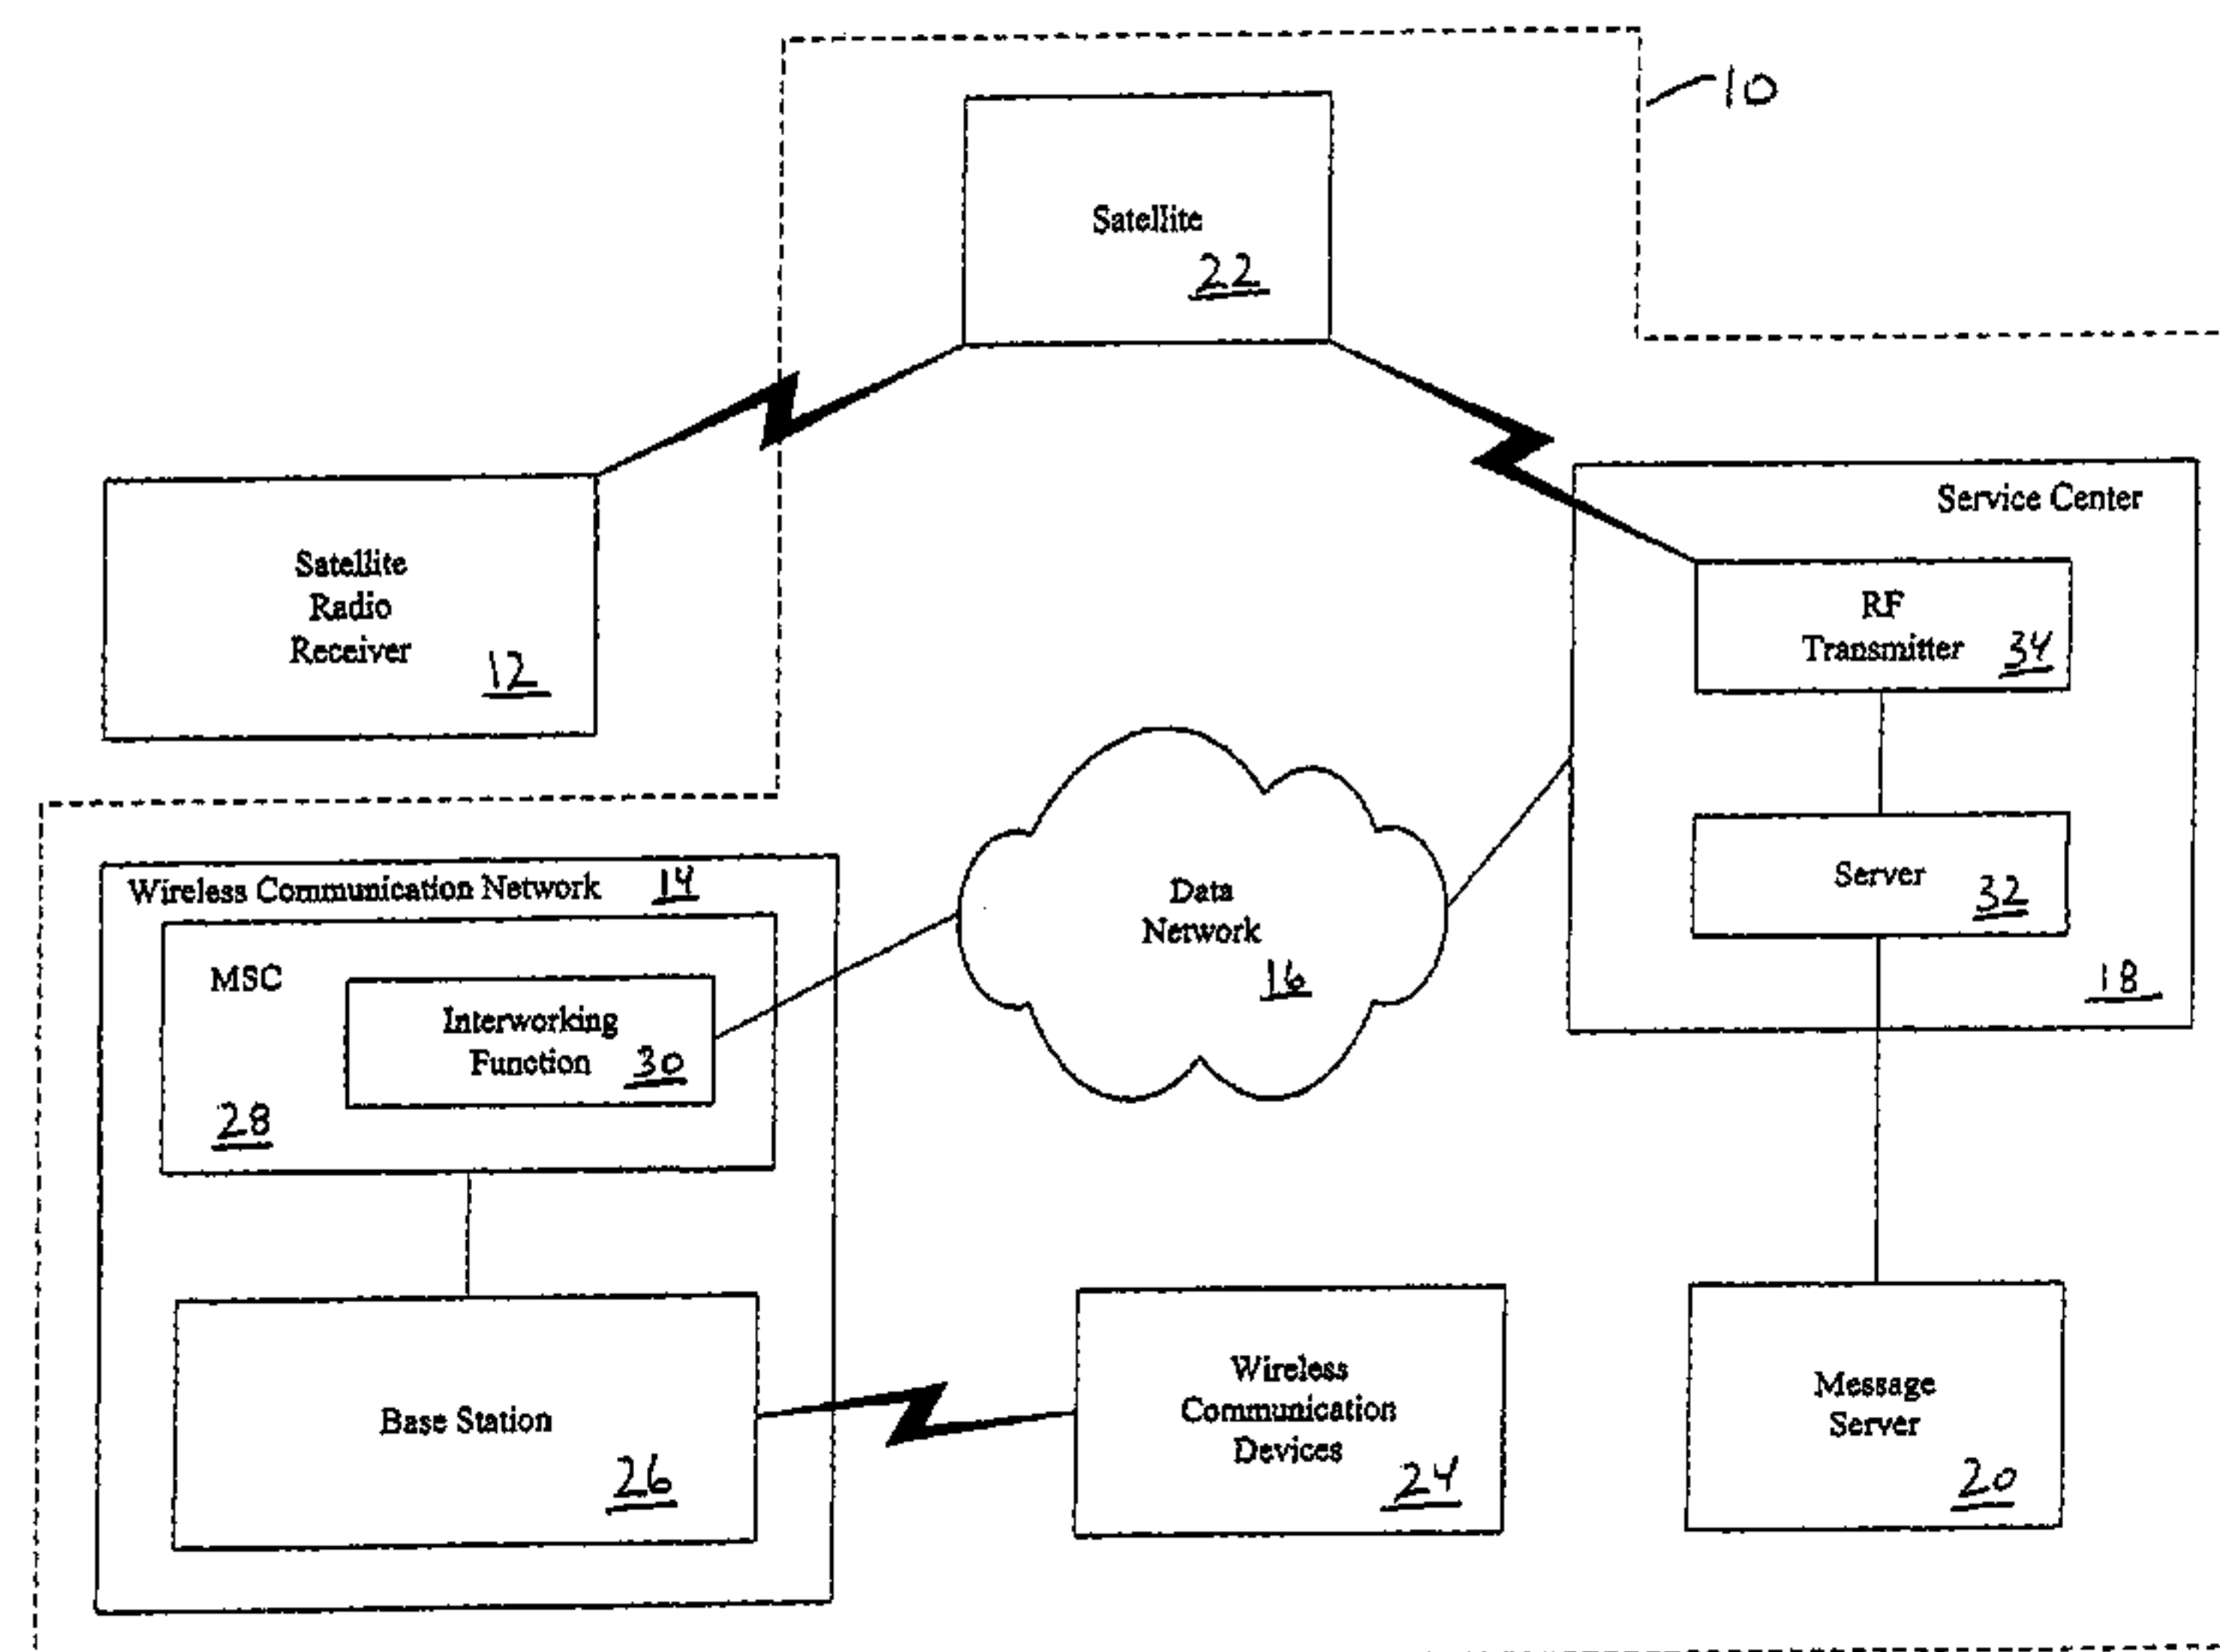 10
Satellite
22
Service Center
RF
Transmitter 34
Satellite
Radio
Receiver
12
Server
32
18
Data
Network
16
Wireless Communication Network 14
MSC
Interworking
Function 30
28
Base Station
26
Wireless
Communication
Devices
24
Message
Server
20